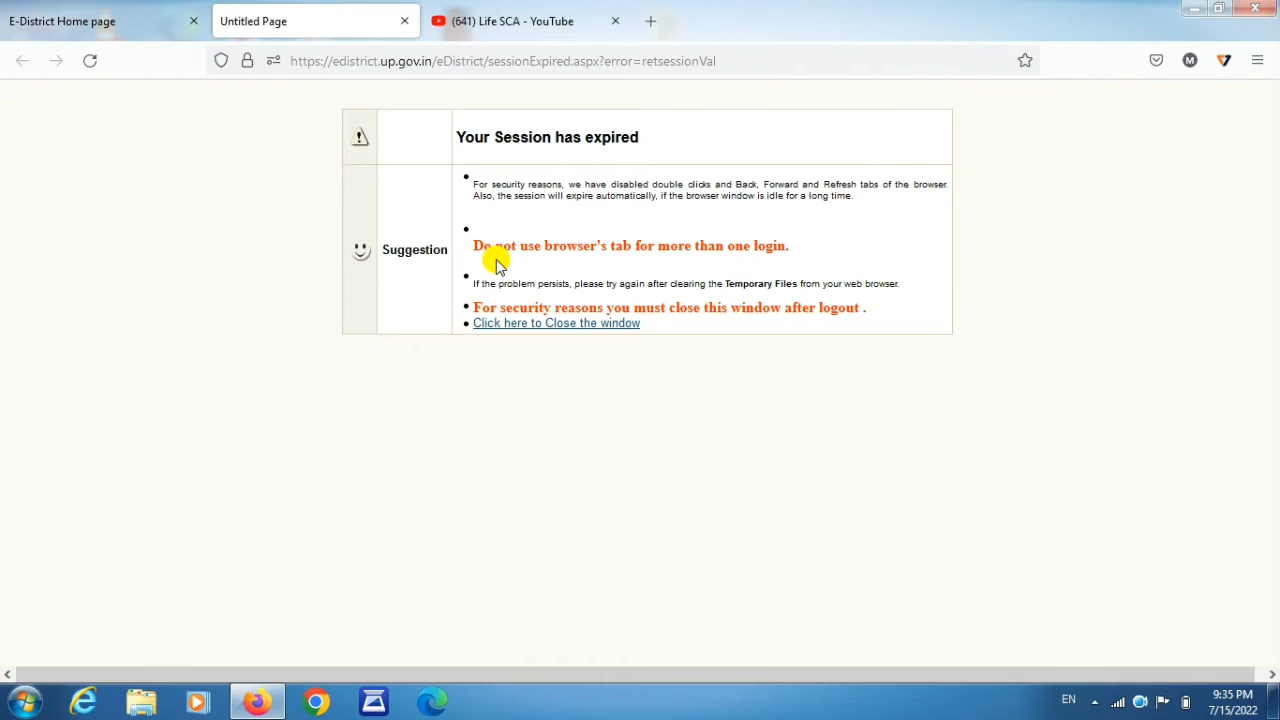 E-District Home page
Untitled Page
(641) Life SCA - YouTube
https://edistrict.up.gov.in/eDistrict/sessionExpired.aspx?error=retsessionVal
M
Your Session has expired
Suggestion
For security reasons, we have disabled double clicks and Back, Forward and Refresh tabs of the browser.
Also, the session will expire automatically, if the browser window is idle for a long time.
Do not use browser's tab for more than one login.
If the problem persists, please try again after clearing the Temporary Files from your web browser.
For security reasons you must close this window after logout .
Click here to Close the window
EN
9:35 PM
7/15/2022